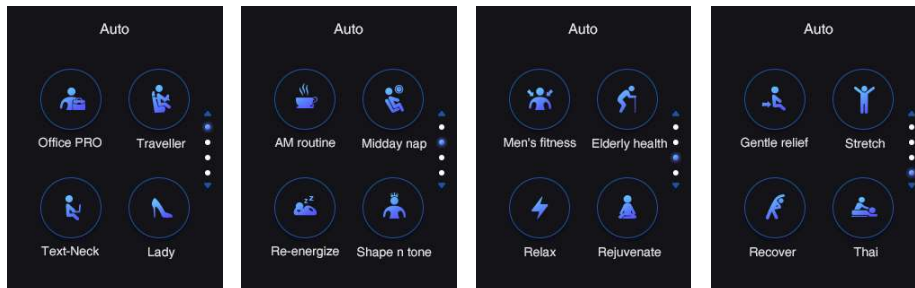 Auto
Office PRO
Traveller
Text-Neck
Lady
Auto
AM routine
Midday nap
Re-energize
Shape n tone
Auto
Men's fitness
Elderly health
Relax
Rejuvenate
Auto
Gentle relief
Stretch
Recover
Thai